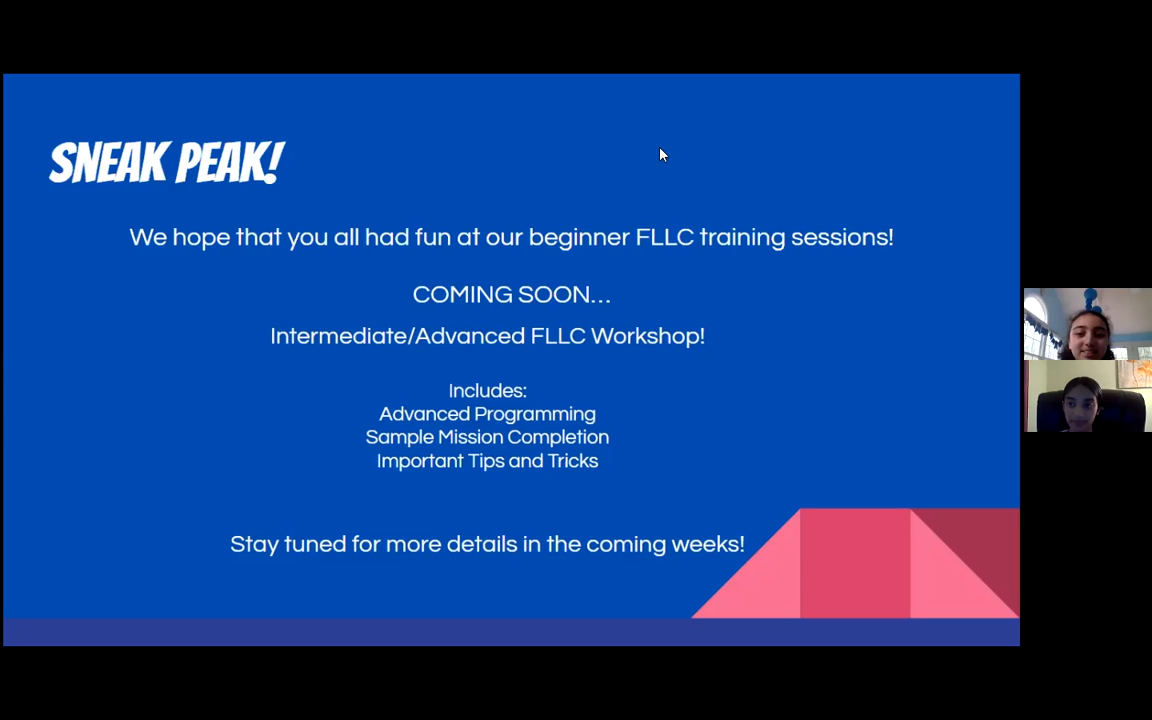 SNEAK PEAK!
We hope that you all had fun at our beginner FLLC training sessions!
COMING SOON...
Intermediate/Advanced FLLC Workshop!
Includes:
Advanced Programming
Sample Mission Completion
Important Tips and Tricks
Stay tuned for more details in the coming weeks!